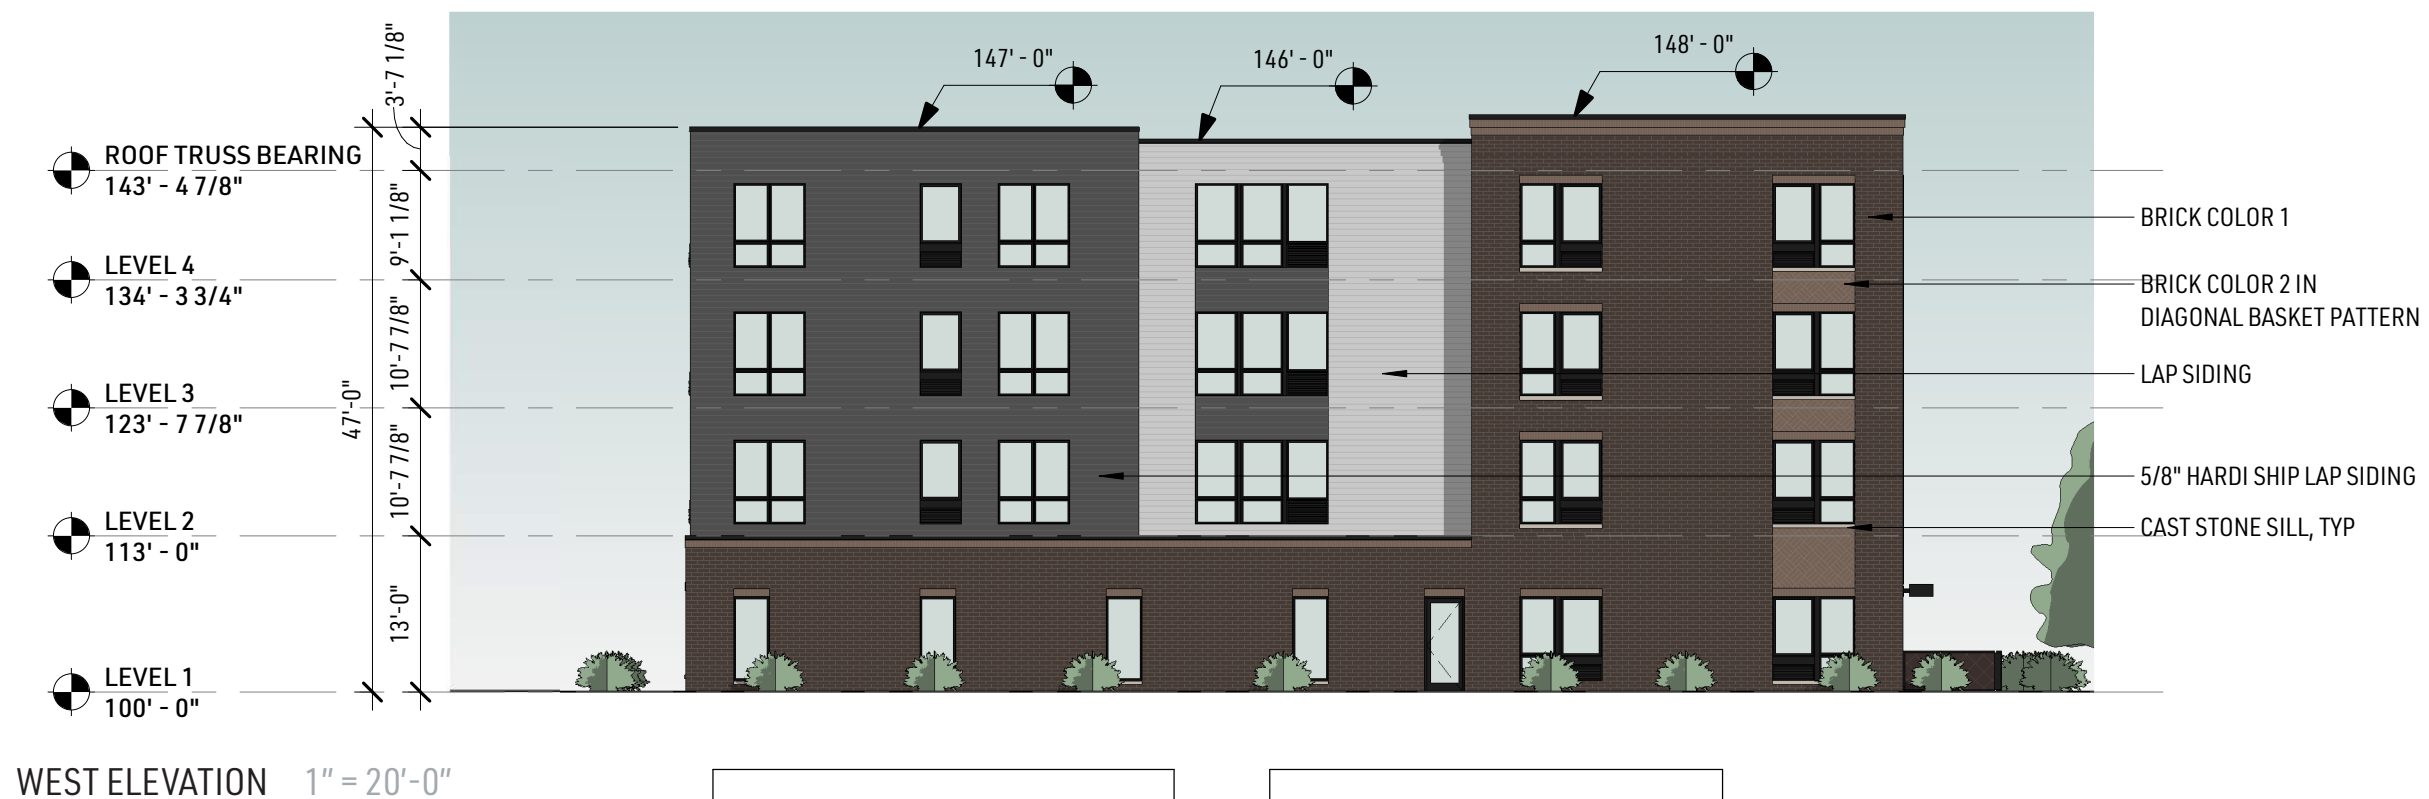 147' - 0"
146' - 0"
148' - 0"
3'-7 1/8"
ROOF TRUSS BEARING
143' - 4 7/8"
9'-1 1/8"
LEVEL 4
134' - 3 3/4"
10'-7 7/8"
LEVEL 3
123' - 7 7/8"
47'-0"
10'-7 7/8"
LEVEL 2
113' - 0"
13'-0"
LEVEL 1
100' - 0"
BRICK COLOR 1
BRICK COLOR 2 IN
DIAGONAL BASKET PATTERN
LAP SIDING
5/8" HARDI SHIP LAP SIDING
CAST STONE SILL, TYP
WEST ELEVATION 1" = 20'-0"